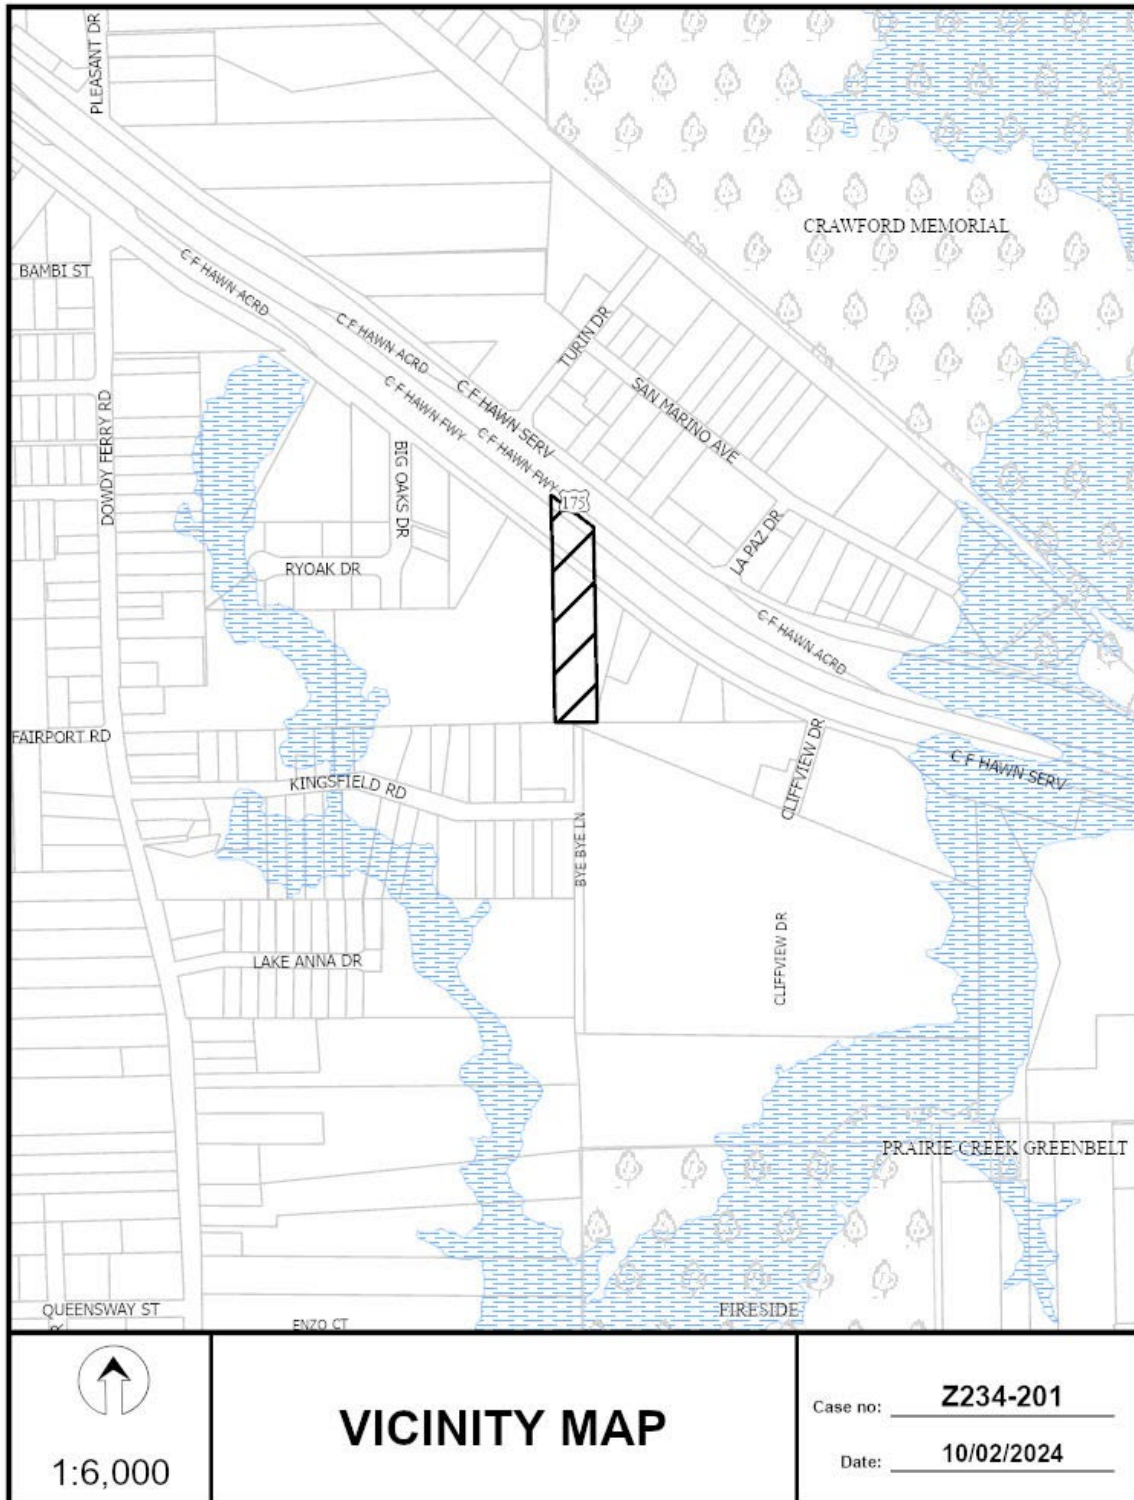 PLEASANT DR
CRAWFORD MEMORIAL
BAMBI ST
C F HAWN ACRD
C F HAWN ACRD
TURIN DR
C F HAWN FWY
C F HAWN SERV
SAN MARINO AVE
DOWDY FERRY RD
BIG OAKS DR
C F HAWN FWY
175
LA PAZ DR
RYOAK DR
C F HAWN ACRD
FAIRPORT RD
CLIFFVIEW DR
C F HAWN SERV
KINGSFIELD RD
BYE BYE LN
CLIFFVIEW DR
LAKE ANNA DR
PRAIRIE CREEK GREENBELT
QUEENSWAY ST
FIRESIDE
ENZO CT
1:6,000
VICINITY MAP
Case no: Z234-201
Date: 10/02/2024